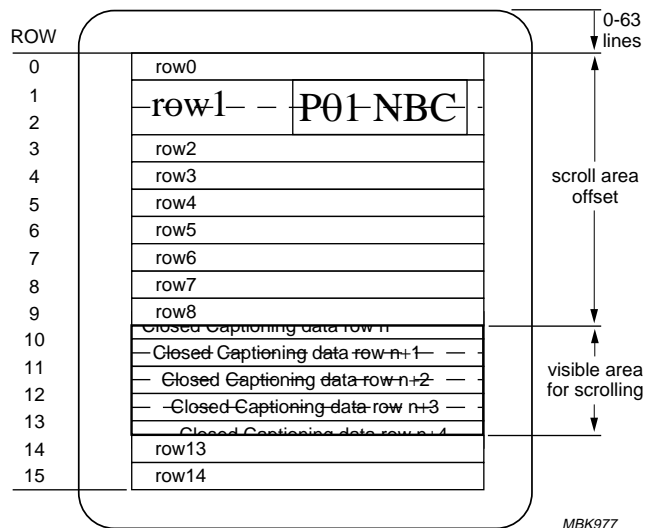 0-63
lines
ROW
0 row0
1
row1 P01 NBC
2
3 row2
4 row3
5 row4
6 row5
7 row6
8 row7
9 row8
scroll area
offset
10 Closed Captioning data row n
Closed Captioning data row n+1
11
Closed Captioning data row n+2
12
Closed Captioning data row n+3
13
Closed Captioning data row n+4
visible area
for scrolling
14 row13
15 row14
MBK977